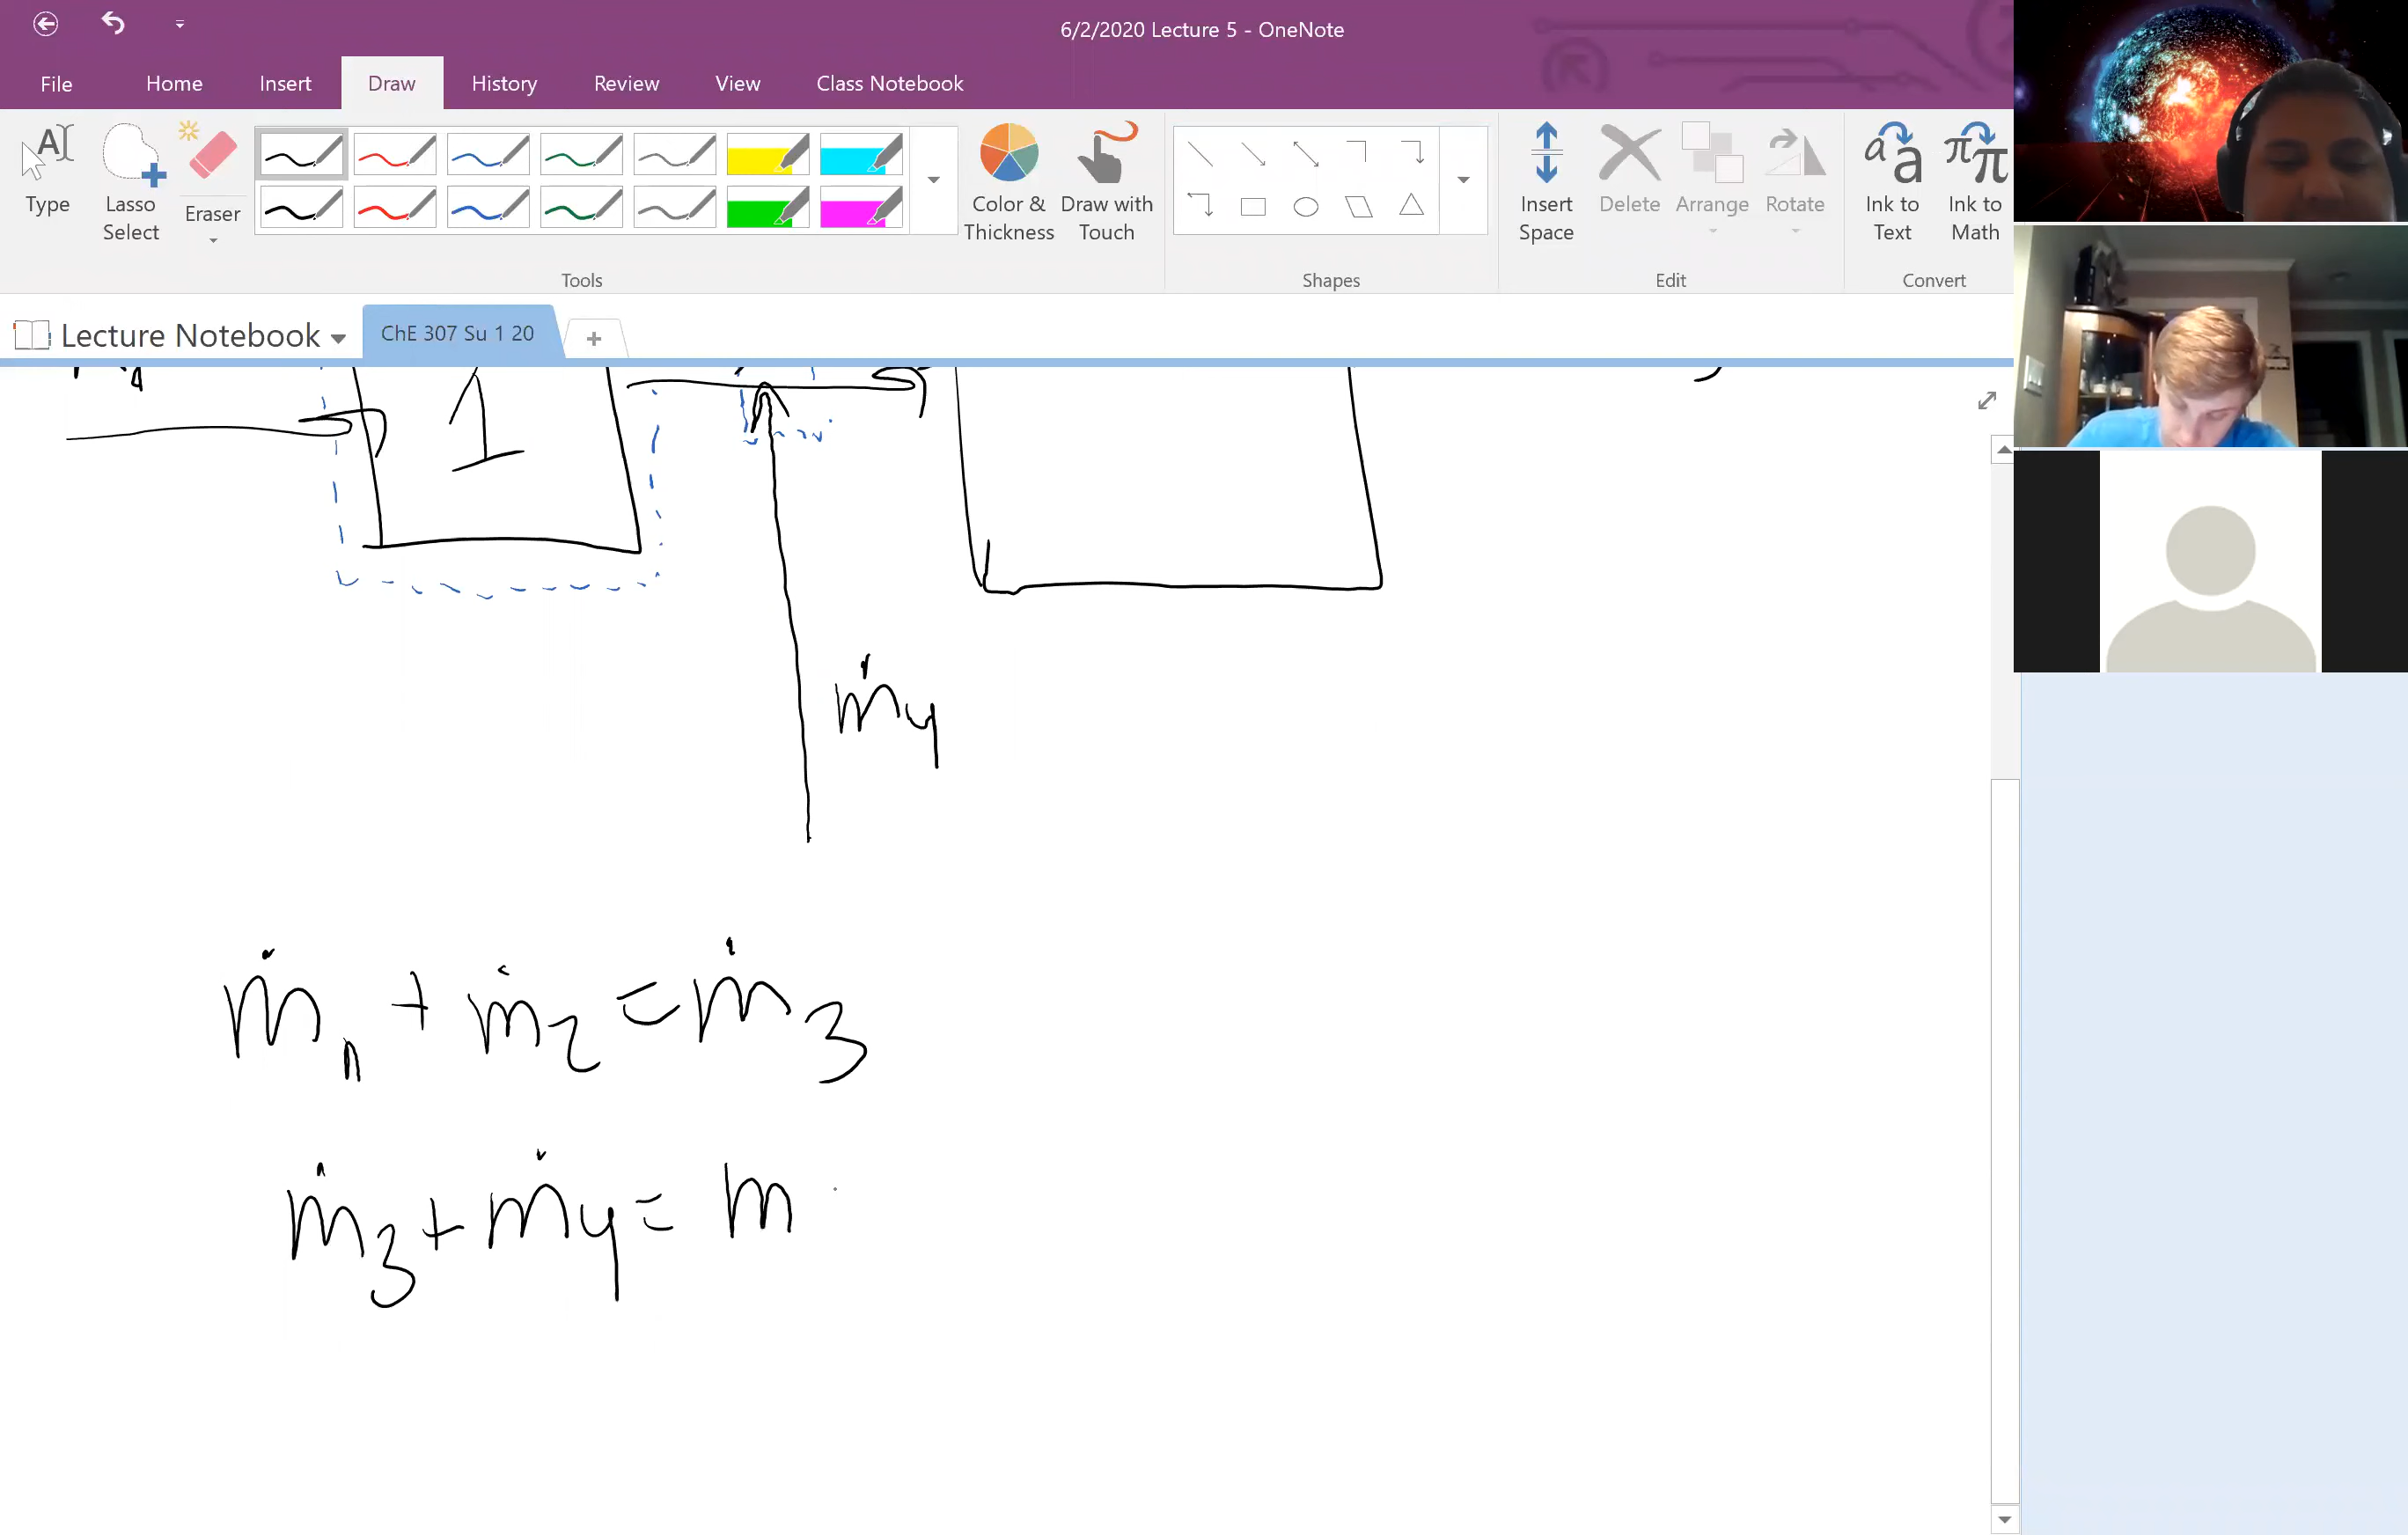 6/2/2020 Lecture 5 - OneNote
File Home Insert Draw History Review View Class Notebook
Type
Lasso Select
Eraser
Color & Thickness
Draw with Touch
Insert Space
Delete
Arrange
Rotate
Ink to Text
Ink to Math
Tools
Shapes
Edit
Convert
Lecture Notebook
ChE 307 Su 1 20
+
1
ṁ4
ṁ1 + ṁ2 = ṁ3
ṁ3 + ṁ4 = m